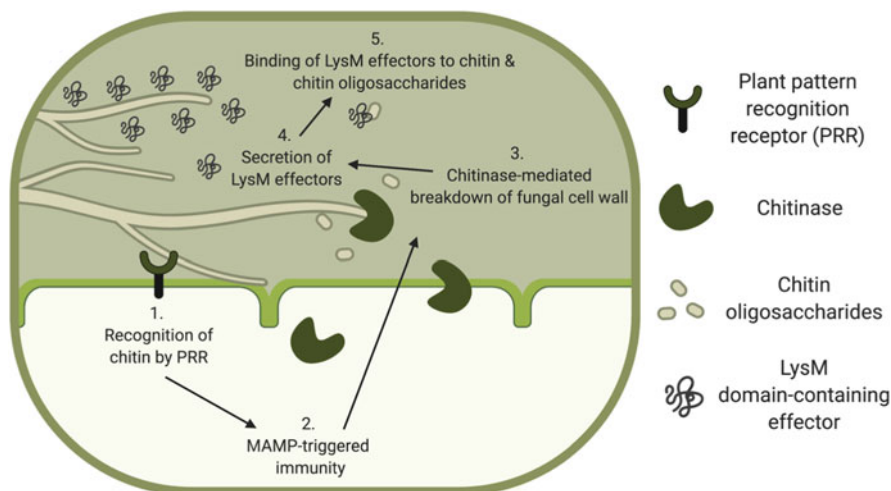 5.
Binding of LysM effectors to chitin &
chitin oligosaccharides
4.
Secretion of
LysM effectors
3.
Chitinase-mediated
breakdown of fungal cell wall
1.
Recognition of
chitin by PRR
2.
MAMP-triggered
immunity
Plant pattern
recognition
receptor (PRR)
Chitinase
Chitin
oligosaccharides
LysM
domain-containing
effector